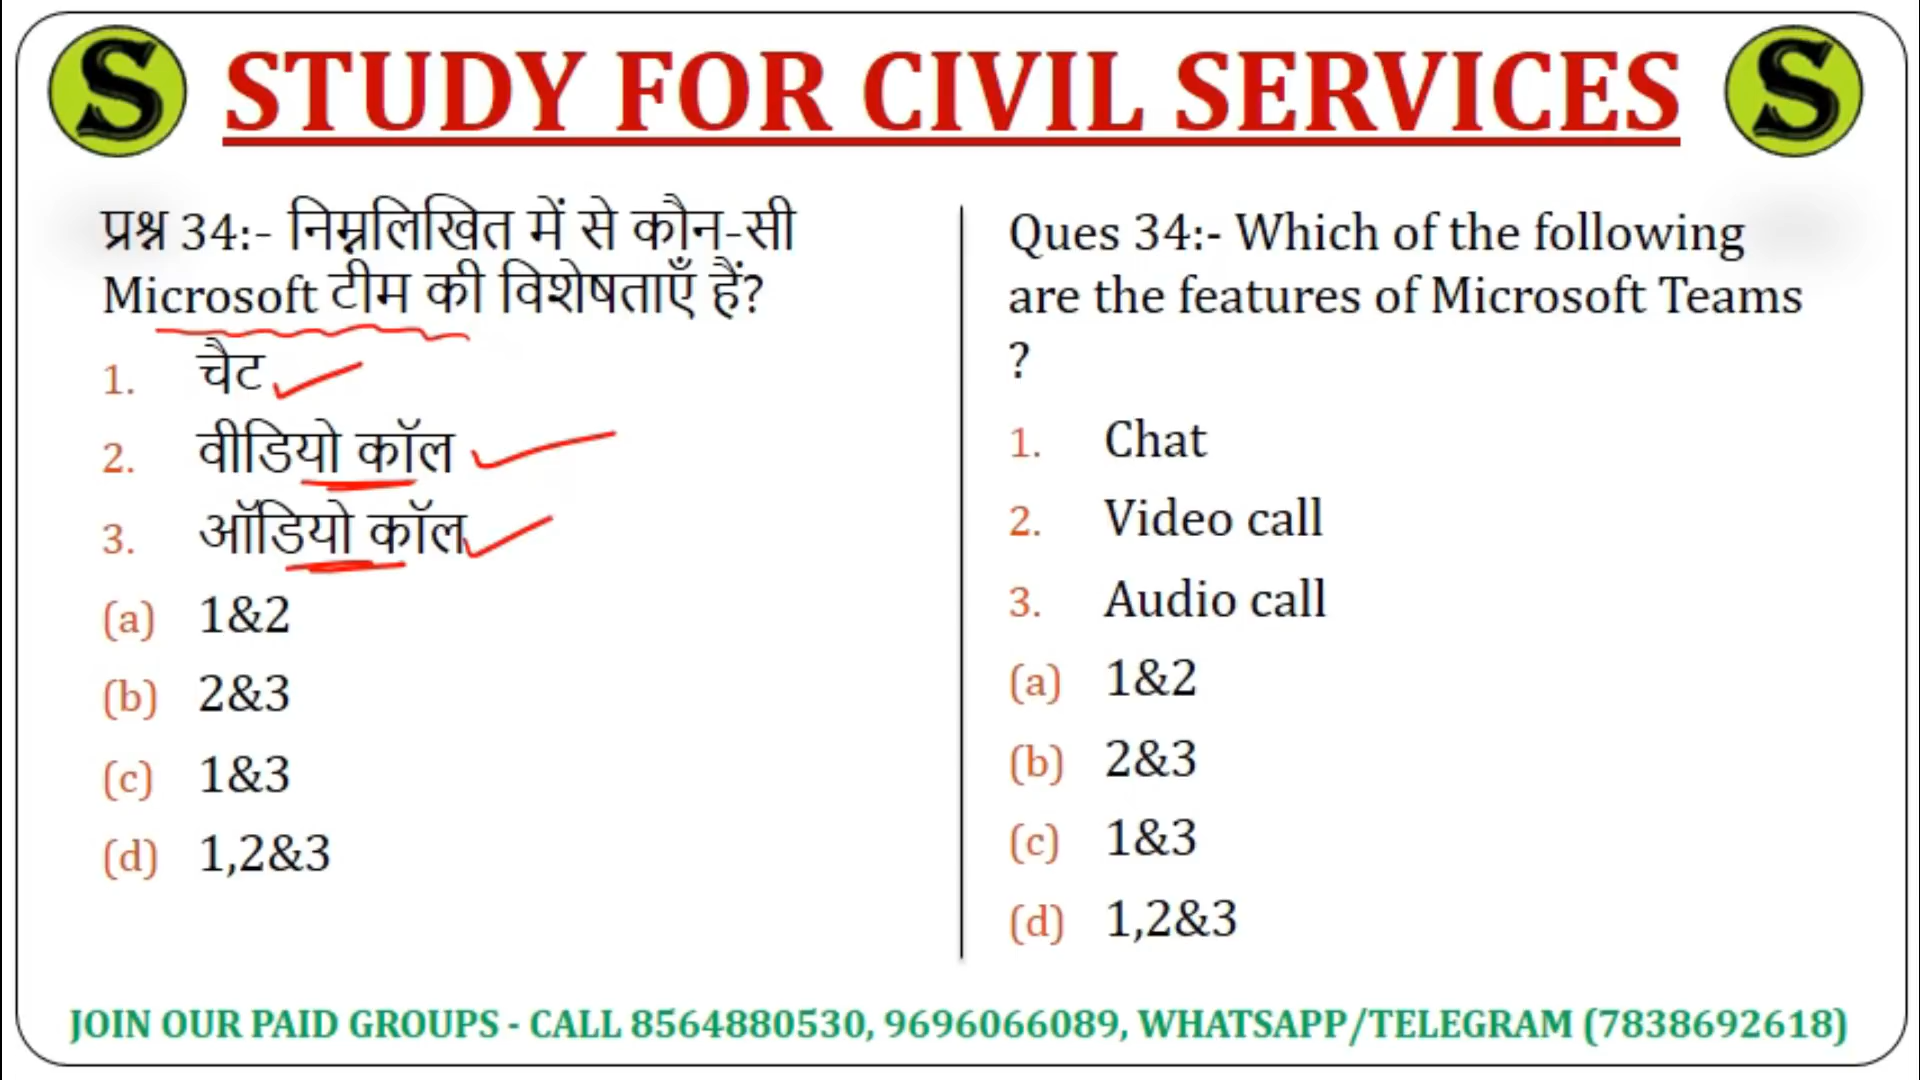 S STUDY FOR CIVIL SERVICES S
प्रश्न 34:- निम्नलिखित में से कौन-सी
Microsoft टीम की विशेषताएँ हैं?
1. चैट
2. वीडियो कॉल
3. ऑडियो कॉल
(a) 1&2
(b) 2&3
(c) 1&3
(d) 1,2&3
Ques 34:- Which of the following
are the features of Microsoft Teams
?
1. Chat
2. Video call
3. Audio call
(a) 1&2
(b) 2&3
(c) 1&3
(d) 1,2&3
JOIN OUR PAID GROUPS - CALL 8564880530, 9696066089, WHATSAPP/TELEGRAM (7838692618)